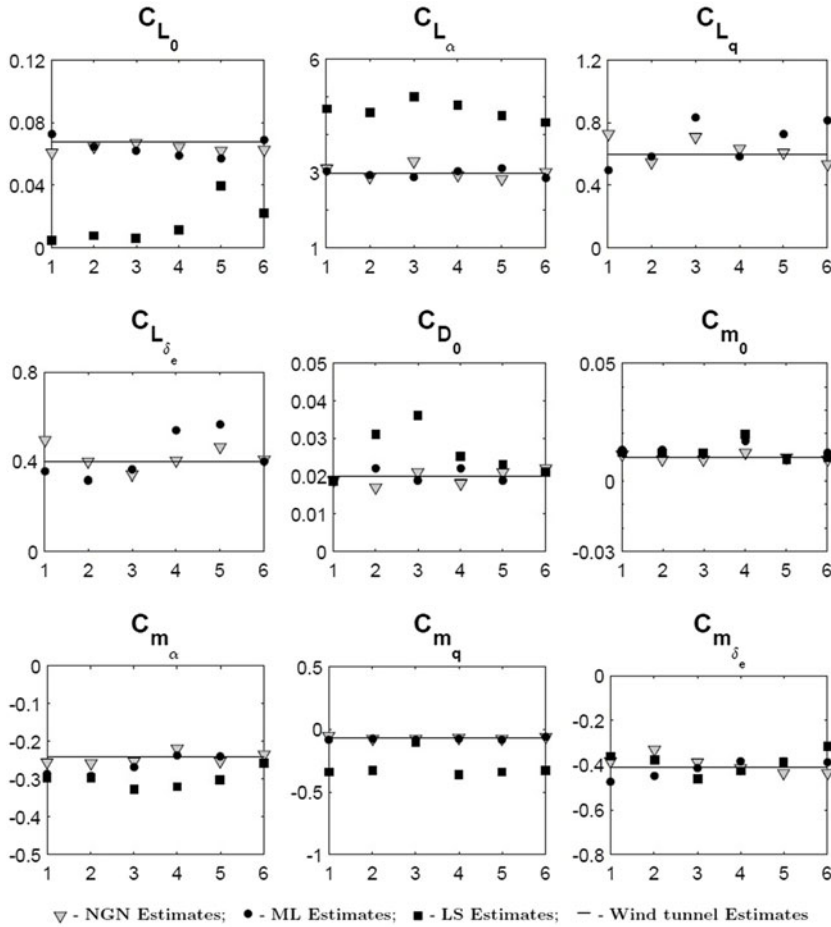 C_L_0
C_L_α
C_L_q
0.12
0.08
0.04
0
1 2 3 4 5 6
6
3
1
1 2 3 4 5 6
1.2
0.8
0.4
0
1 2 3 4 5 6
C_L_δ_e
C_D_0
C_m_0
0.8
0.4
0
1 2 3 4 5 6
0.05
0.04
0.03
0.02
0.01
0
1 2 3 4 5 6
0.05
0
-0.03
1 2 3 4 5 6
C_m_α
C_m_q
C_m_δ_e
0
-0.1
-0.2
-0.3
-0.4
-0.5
1 2 3 4 5 6
0.5
0
-0.5
-1
1 2 3 4 5 6
0
-0.2
-0.4
-0.6
-0.8
1 2 3 4 5 6
- NGN Estimates; - ML Estimates; - LS Estimates; - Wind tunnel Estimates